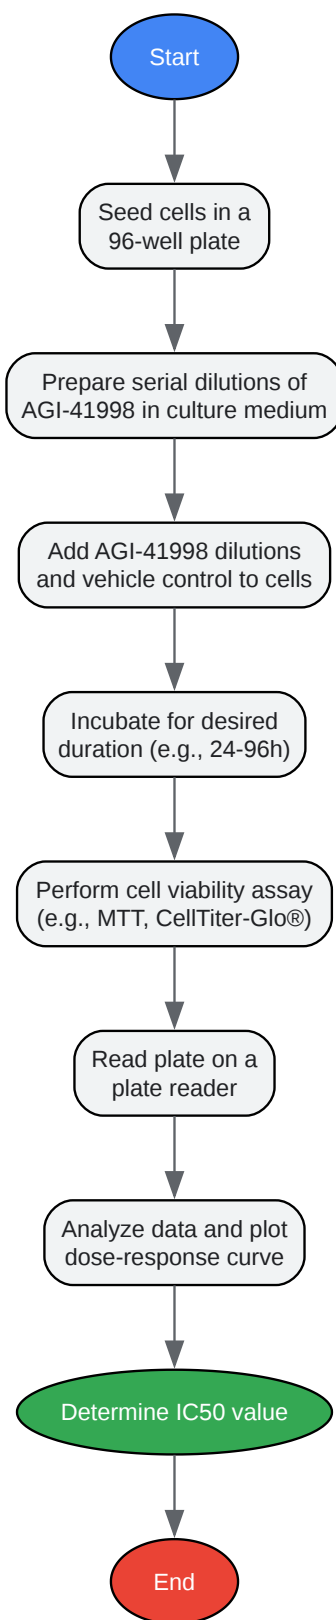 Start
Seed cells in a
96-well plate
Prepare serial dilutions of
AGI-41998 in culture medium
Add AGI-41998 dilutions
and vehicle control to cells
Incubate for desired
duration (e.g., 24-96h)
Perform cell viability assay
(e.g., MTT, CellTiter-Glo®)
Read plate on a
plate reader
Analyze data and plot
dose-response curve
Determine IC50 value
End